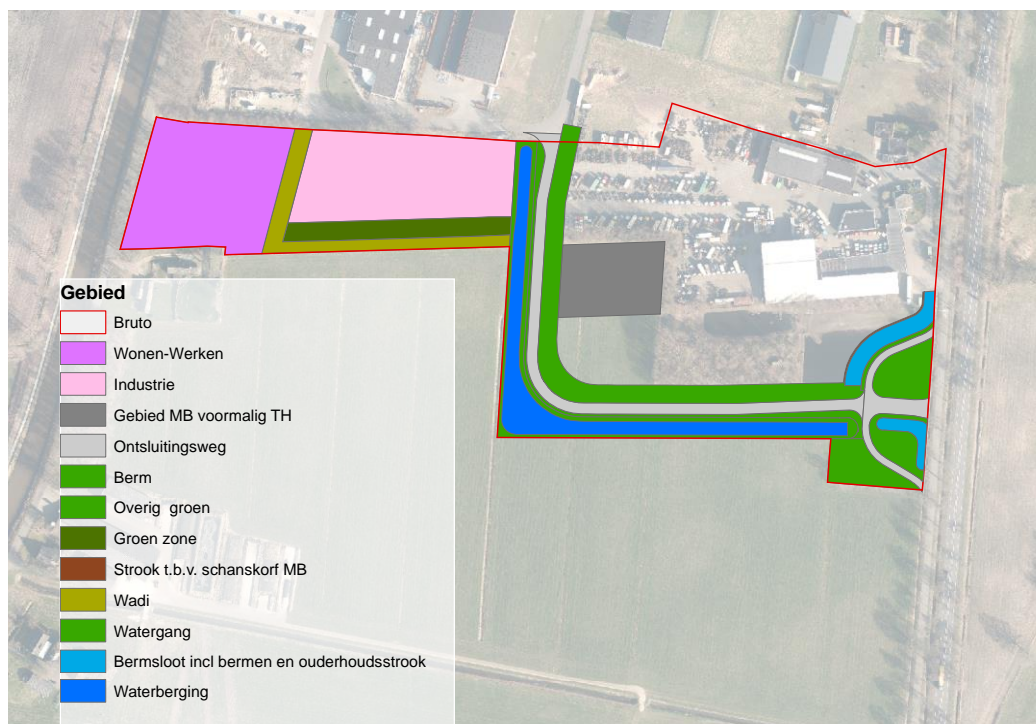 Gebied
Bruto
Wonen-Werken
Industrie
Gebied MB voormalig TH
Ontsluitingsweg
Berm
Overig groen
Groen zone
Strook t.b.v. schanskorf MB
Wadi
Watergang
Bermsloot incl bermen en ouderhoudsstrook
Waterberging